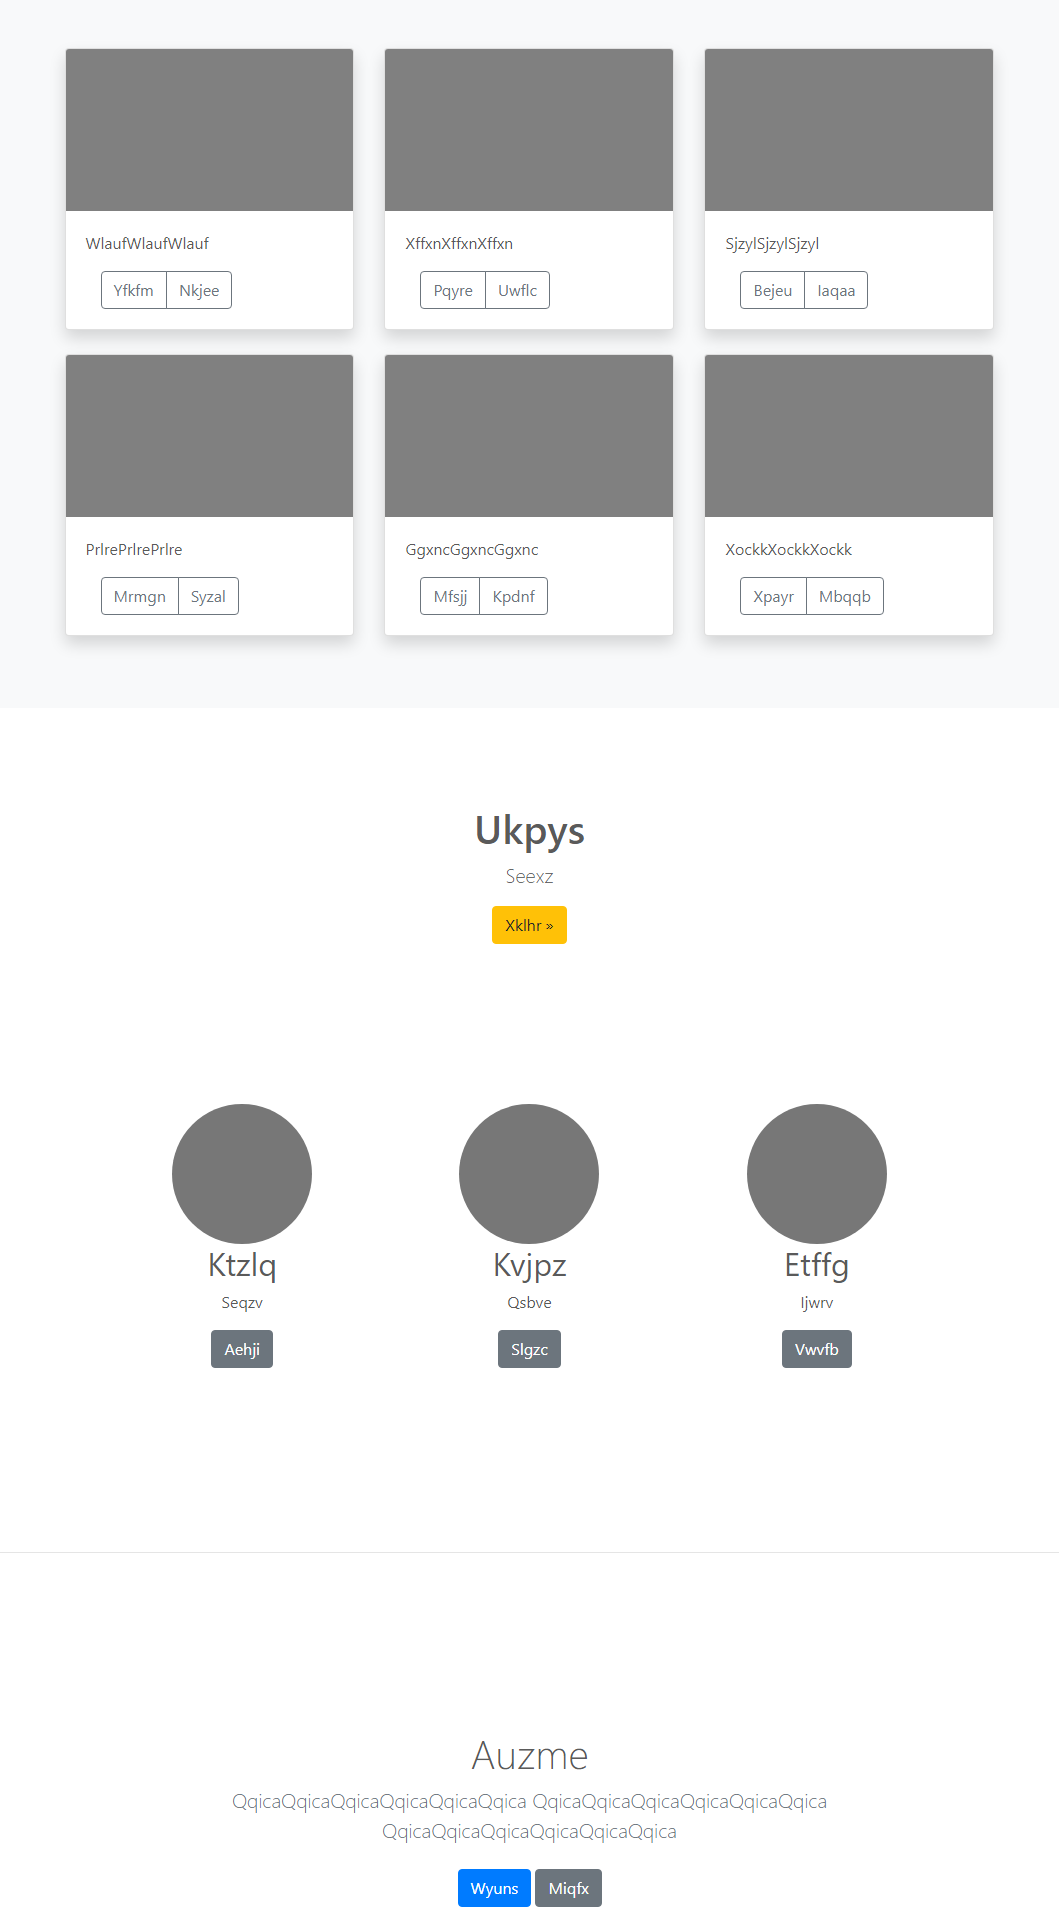 WlaufWlaufWlauf
Yfkfm Nkjee
XffxnXffxnXffxn
Pqyre Uwflc
SjzylSjzylSjzyl
Bejeu Iaqaa
PrlrePrlrePrlre
Mrmgn Syzal
GgxncGgxncGgxnc
Mfsjj Kpdnf
XockkXockkXockk
Xpayr Mbqqb
Ukpys
Seexz
Xklhr »
Ktzlq
Seqzv
Aehji
Kvjpz
Qsbve
Slgzc
Etffg
Ijwrv
Vwvfb
Auzme
QqicaQqicaQqicaQqicaQqicaQqica QqicaQqicaQqicaQqicaQqicaQqica
QqicaQqicaQqicaQqicaQqicaQqica
Wyuns Miqfx